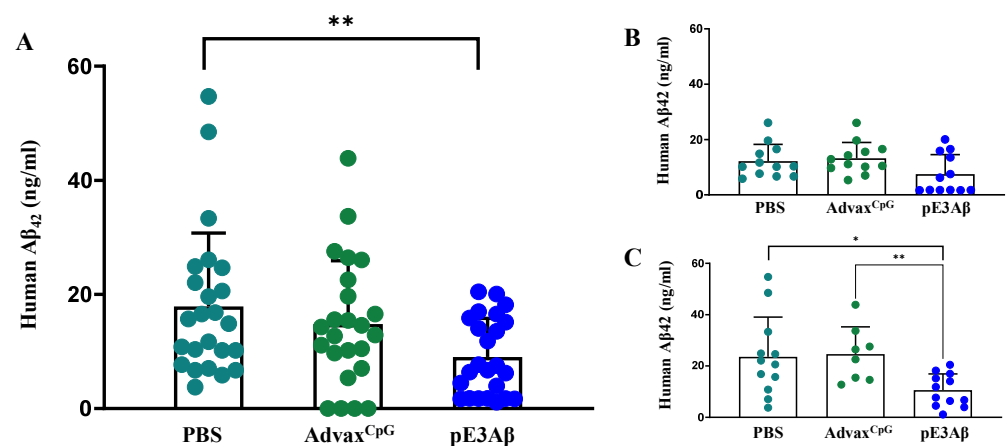 A
**
Human Aβ42 (ng/ml)
60
40
20
0
PBS
AdvaxCpG
pE3Aβ
B
Human Aβ42 (ng/ml)
60
40
20
0
PBS
AdvaxCpG
pE3Aβ
C
*
**
Human Aβ42 (ng/ml)
60
40
20
0
PBS
AdvaxCpG
pE3Aβ